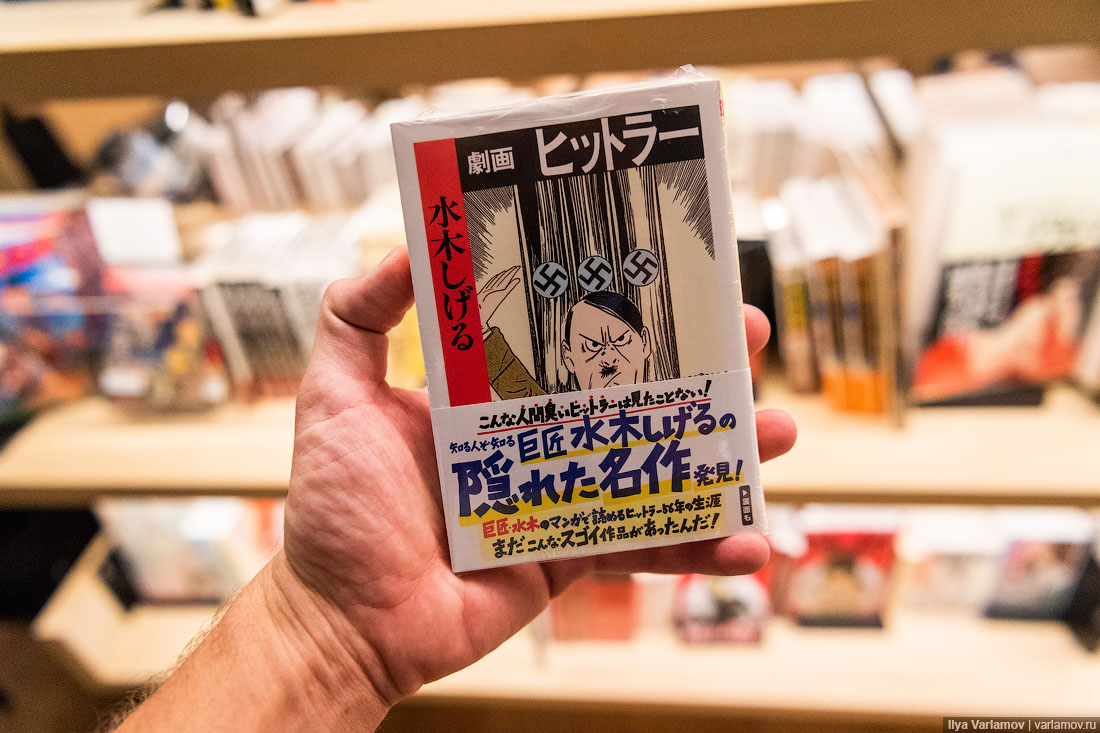 劇画 ヒットラー
水木しげる
こんな人間臭いヒットラーは見たことない!
知る人ぞ知る 巨匠 水木しげるの
隠れた名作 発見!
巨匠・水木のマンガで読めるヒットラー56年の生涯
まだこんなスゴイ作品があったんだ!
▶裏面も
Ilya Varlamov | varlamov.ru